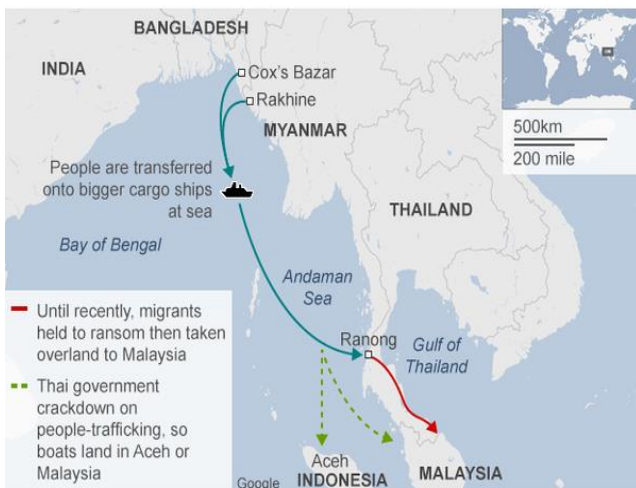 BANGLADESH
INDIA
Cox's Bazar
Rakhine
MYANMAR
500km
200 mile
People are transferred
onto bigger cargo ships
at sea
THAILAND
Bay of Bengal
Andaman
Sea
Until recently, migrants
held to ransom then taken
overland to Malaysia
Ranong
Gulf of
Thailand
Thai government
crackdown on
people-trafficking, so
boats land in Aceh or
Malaysia
Aceh
Google
INDONESIA
MALAYSIA